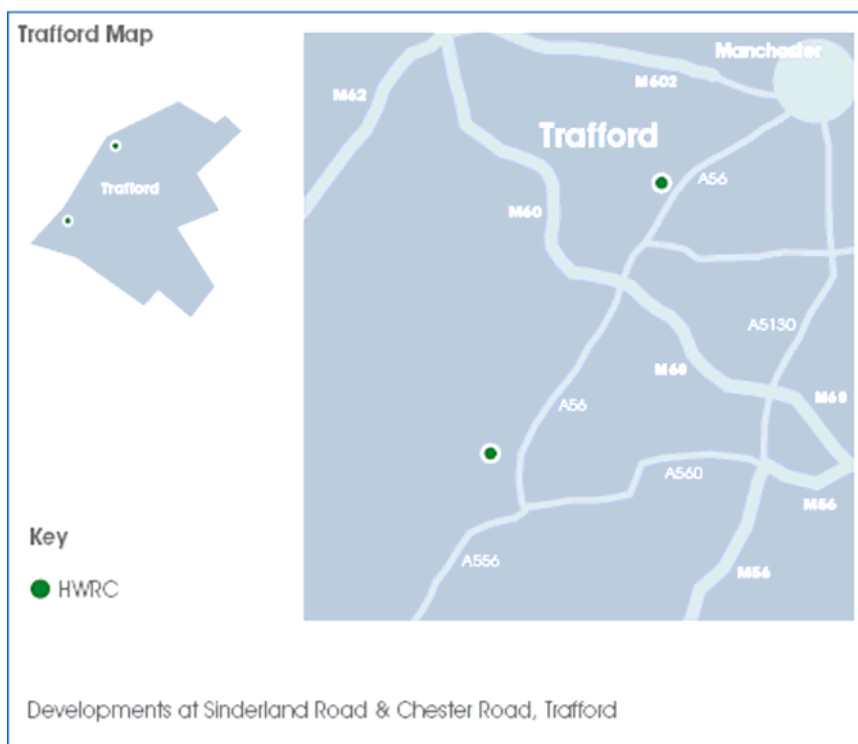 Trafford Map
Manchester
M62
M602
Trafford
A56
Trafford
M60
A5130
M60
M60
A56
A560
M56
Key
M56
A556
HWRC
Developments at Sinderland Road & Chester Road, Trafford